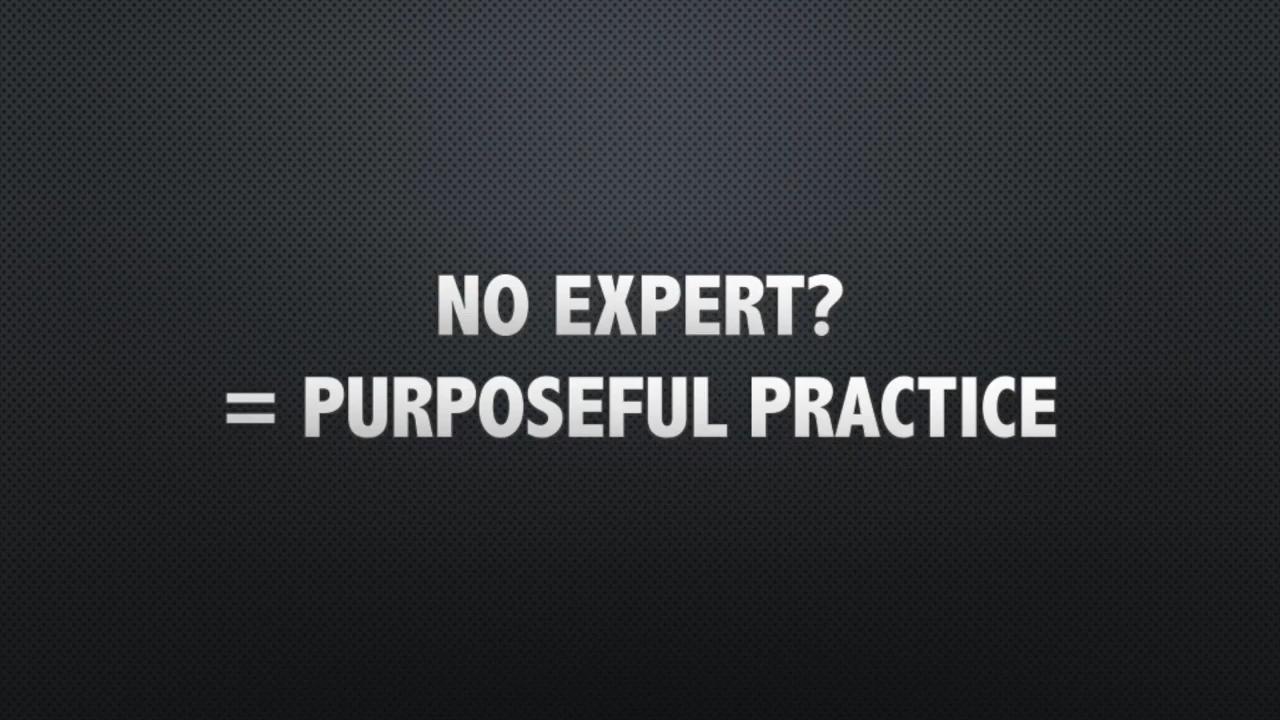 NO EXPERT?
= PURPOSEFUL PRACTICE